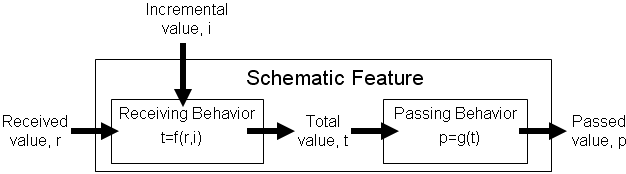 Incremental
value, i
Schematic Feature
Received
value, r
Receiving Behavior
t=f(r,i)
Total
value, t
Passing Behavior
p=g(t)
Passed
value, p